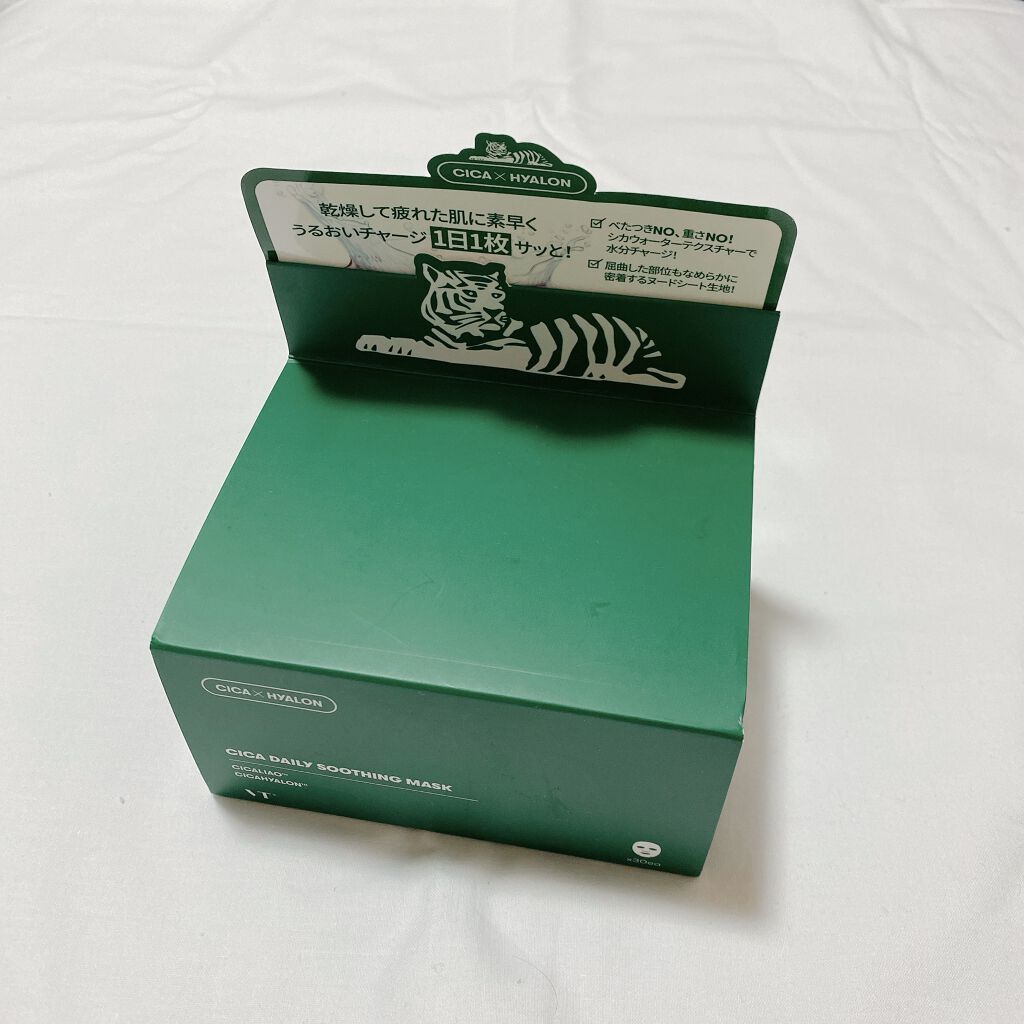 CICA×HYALON
乾燥して疲れた肌に素早く
うるおいチャージ 1日1枚 サッと!
べたつきNO、重さNO!
シカウォーターテクスチャーで
水分チャージ!
屈曲した部位もなめらかに
密着するヌードシート生地!
CICA×HYALON
CICA DAILY SOOTHING MASK
CICALIAO™
CICAHYALON™
VT
×30ea